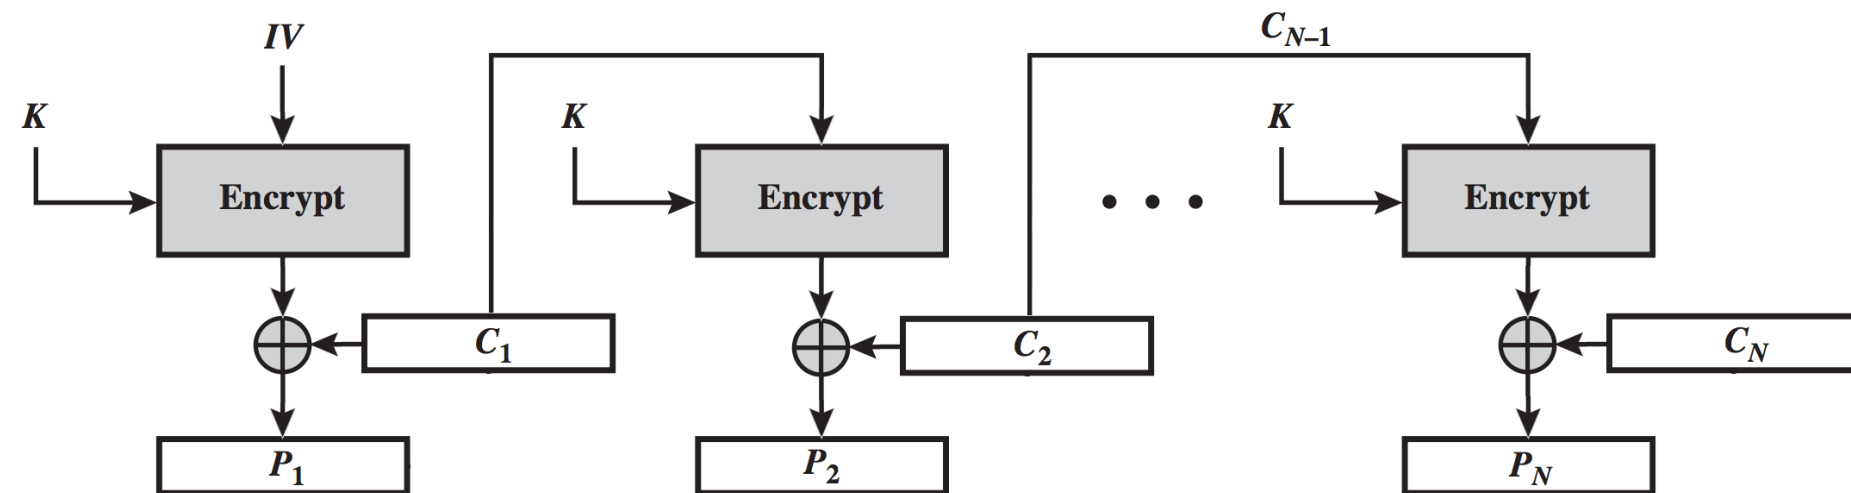 IV
C_{N-1}
K
K
K
Encrypt
Encrypt
Encrypt
C_1
C_2
C_N
P_1
P_2
P_N